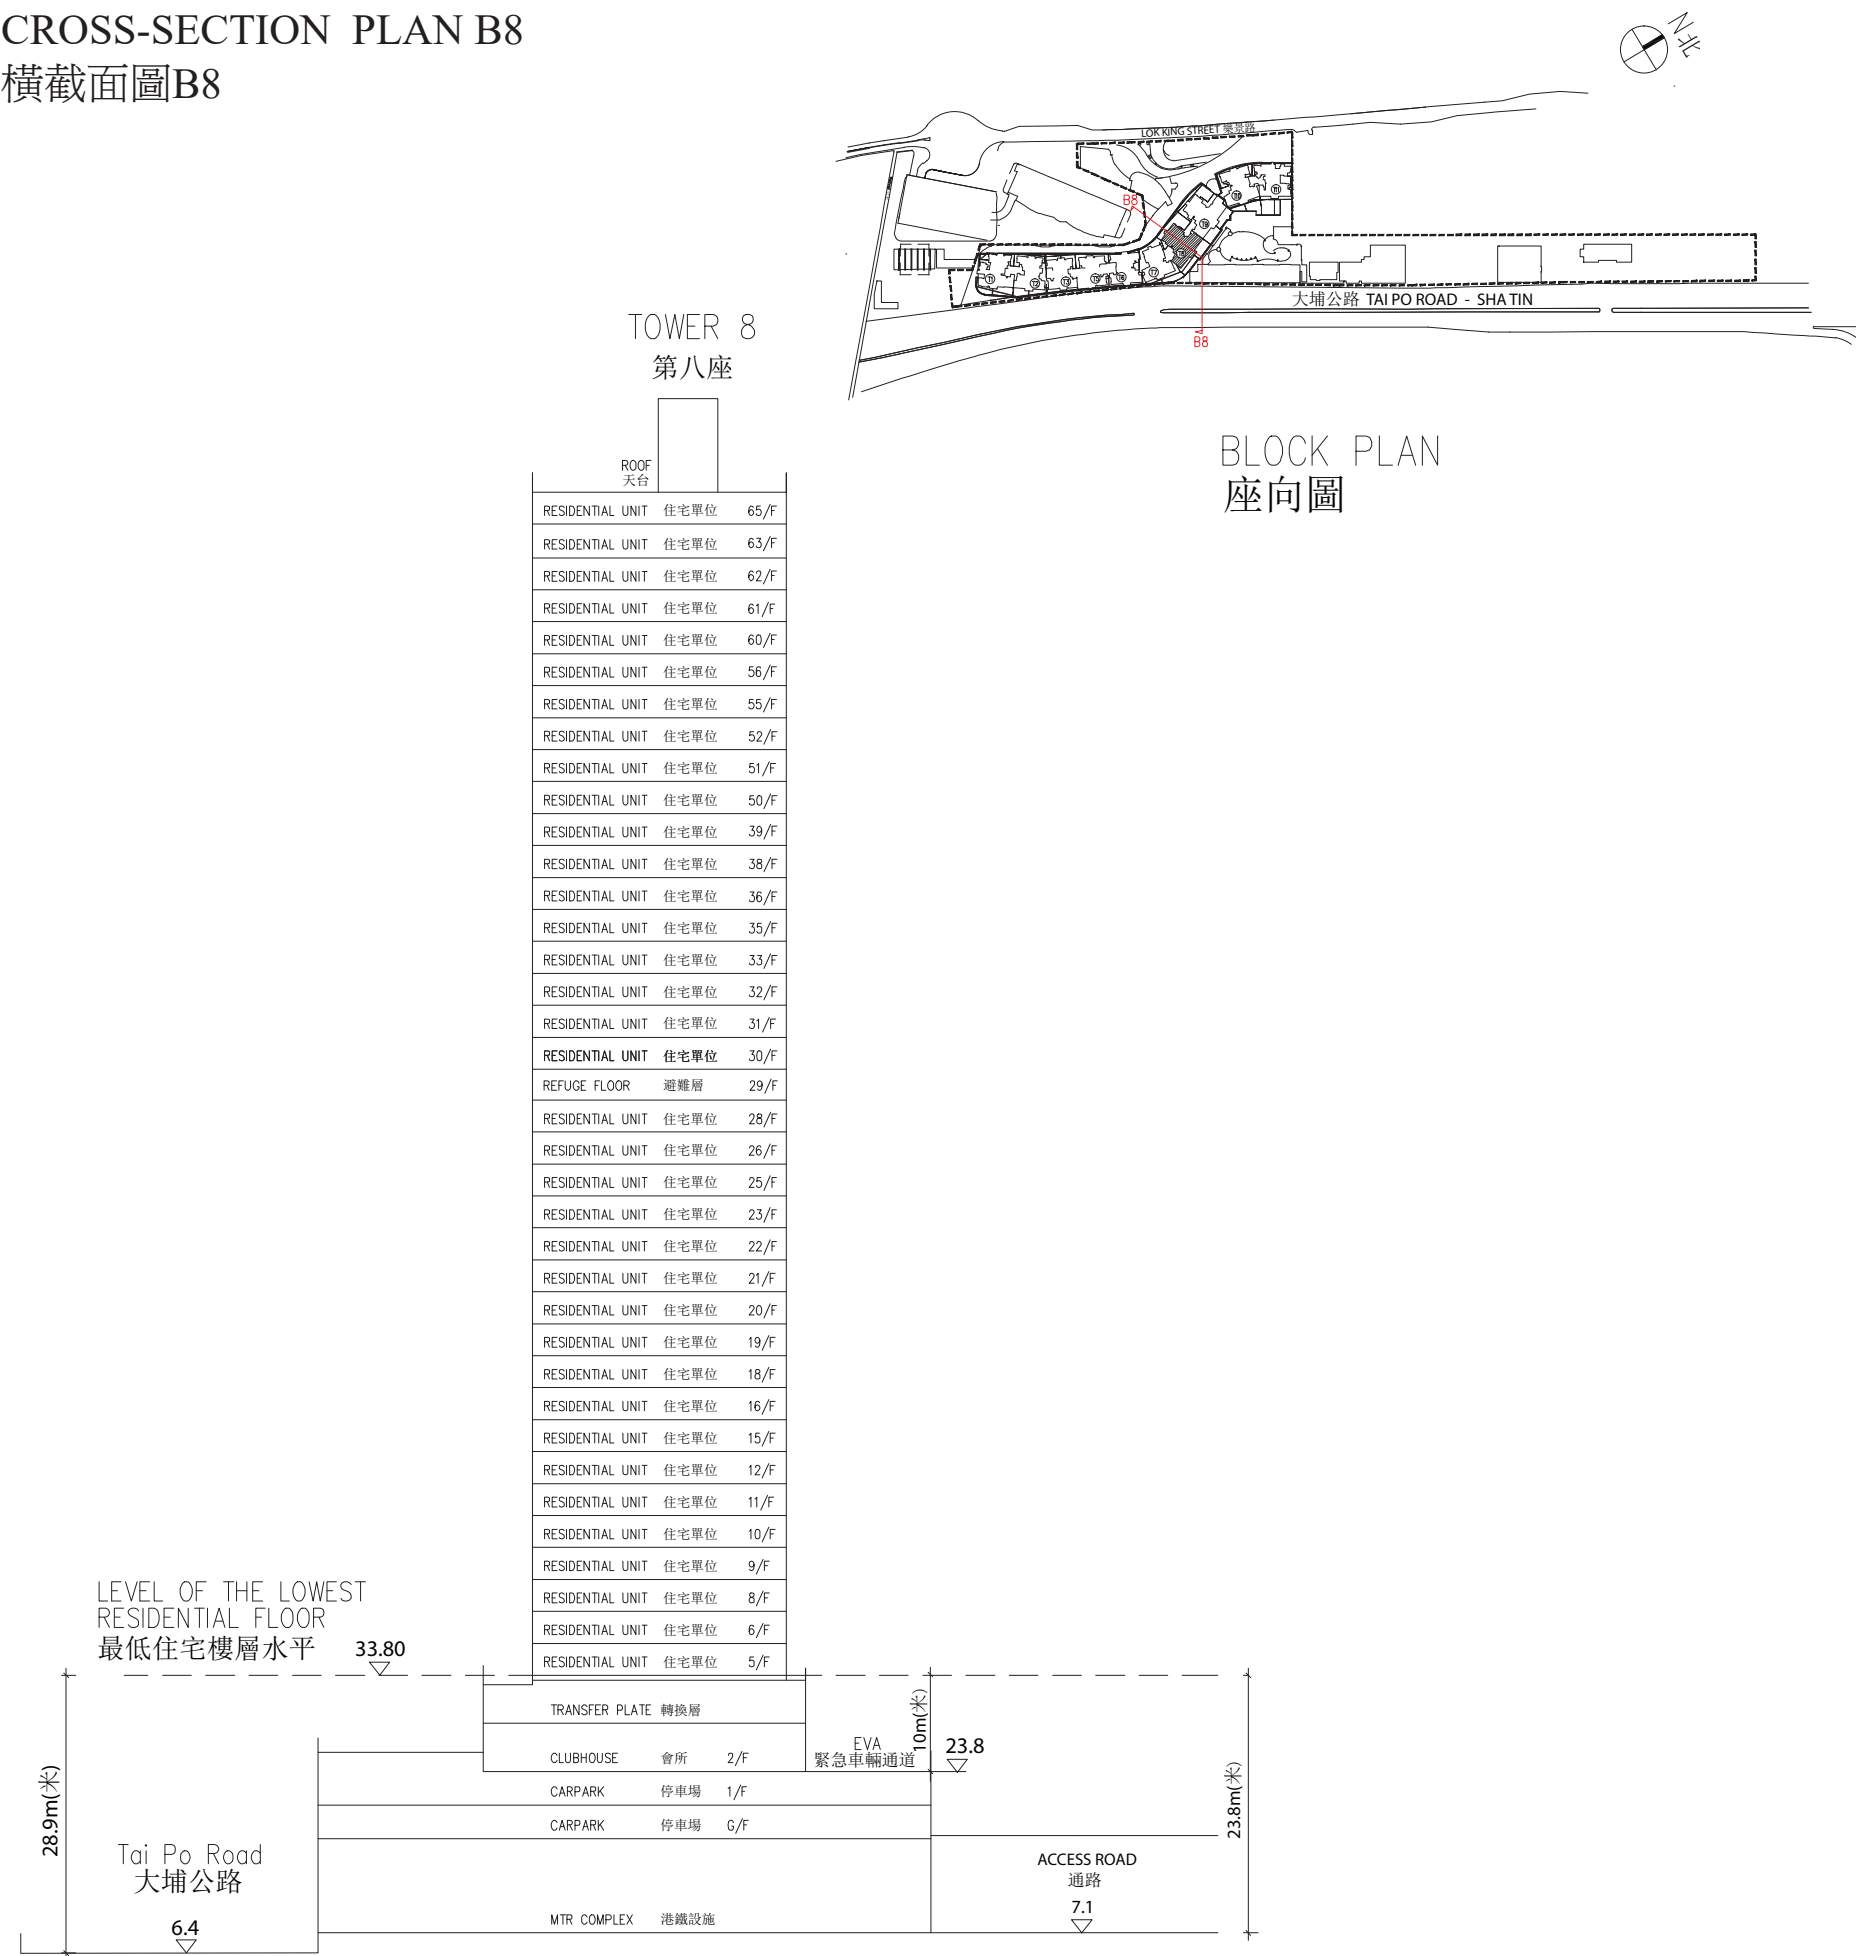 CROSS-SECTION PLAN B8
橫截面圖B8
N 北
LOK KING STREET 樂景路
B8
T1
T2
T3
T5
T6
T7
T8
T9
T10
T11
大埔公路 TAI PO ROAD - SHA TIN
B8
BLOCK PLAN
座向圖
TOWER 8
第八座
ROOF
天台
RESIDENTIAL UNIT 住宅單位 65/F
RESIDENTIAL UNIT 住宅單位 63/F
RESIDENTIAL UNIT 住宅單位 62/F
RESIDENTIAL UNIT 住宅單位 61/F
RESIDENTIAL UNIT 住宅單位 60/F
RESIDENTIAL UNIT 住宅單位 56/F
RESIDENTIAL UNIT 住宅單位 55/F
RESIDENTIAL UNIT 住宅單位 52/F
RESIDENTIAL UNIT 住宅單位 51/F
RESIDENTIAL UNIT 住宅單位 50/F
RESIDENTIAL UNIT 住宅單位 39/F
RESIDENTIAL UNIT 住宅單位 38/F
RESIDENTIAL UNIT 住宅單位 36/F
RESIDENTIAL UNIT 住宅單位 35/F
RESIDENTIAL UNIT 住宅單位 33/F
RESIDENTIAL UNIT 住宅單位 32/F
RESIDENTIAL UNIT 住宅單位 31/F
RESIDENTIAL UNIT 住宅單位 30/F
REFUGE FLOOR 避難層 29/F
RESIDENTIAL UNIT 住宅單位 28/F
RESIDENTIAL UNIT 住宅單位 26/F
RESIDENTIAL UNIT 住宅單位 25/F
RESIDENTIAL UNIT 住宅單位 23/F
RESIDENTIAL UNIT 住宅單位 22/F
RESIDENTIAL UNIT 住宅單位 21/F
RESIDENTIAL UNIT 住宅單位 20/F
RESIDENTIAL UNIT 住宅單位 19/F
RESIDENTIAL UNIT 住宅單位 18/F
RESIDENTIAL UNIT 住宅單位 16/F
RESIDENTIAL UNIT 住宅單位 15/F
RESIDENTIAL UNIT 住宅單位 12/F
RESIDENTIAL UNIT 住宅單位 11/F
RESIDENTIAL UNIT 住宅單位 10/F
RESIDENTIAL UNIT 住宅單位 9/F
RESIDENTIAL UNIT 住宅單位 8/F
RESIDENTIAL UNIT 住宅單位 6/F
RESIDENTIAL UNIT 住宅單位 5/F
LEVEL OF THE LOWEST
RESIDENTIAL FLOOR
最低住宅樓層水平 33.80
TRANSFER PLATE 轉換層
CLUBHOUSE 會所 2/F
CARPARK 停車場 1/F
CARPARK 停車場 G/F
MTR COMPLEX 港鐵設施
EVA
緊急車輛通道
10m(米)
23.8
28.9m(米)
Tai Po Road
大埔公路
6.4
ACCESS ROAD
通路
7.1
23.8m(米)